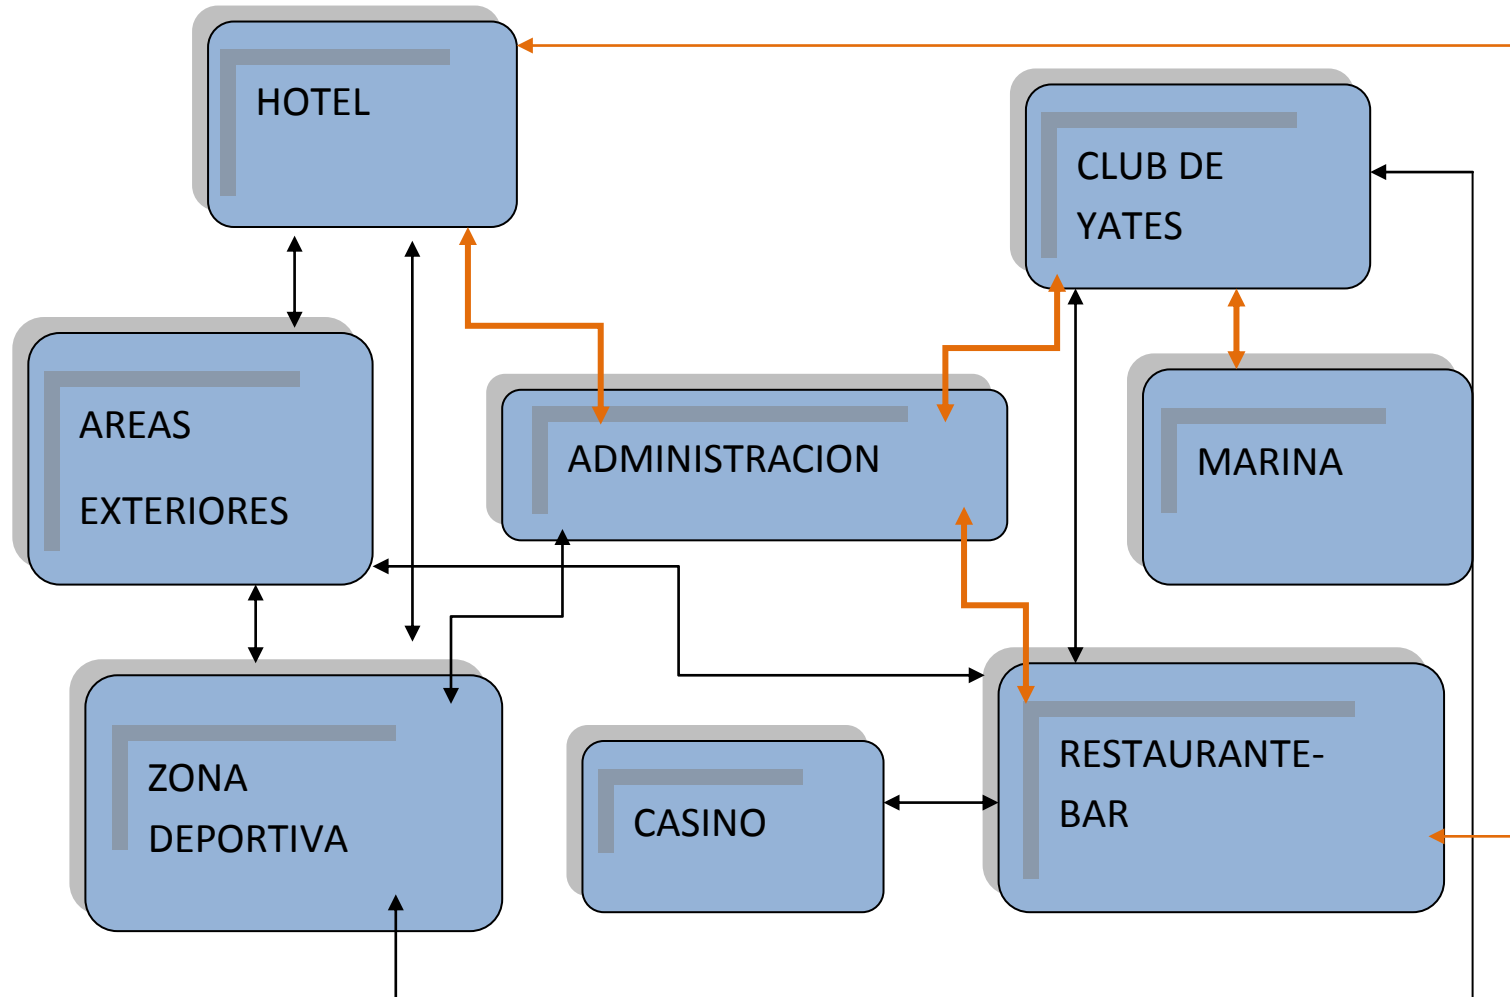 HOTEL
CLUB DE
YATES
AREAS
EXTERIORES
ADMINISTRACION
MARINA
ZONA
DEPORTIVA
CASINO
RESTAURANTE-
BAR